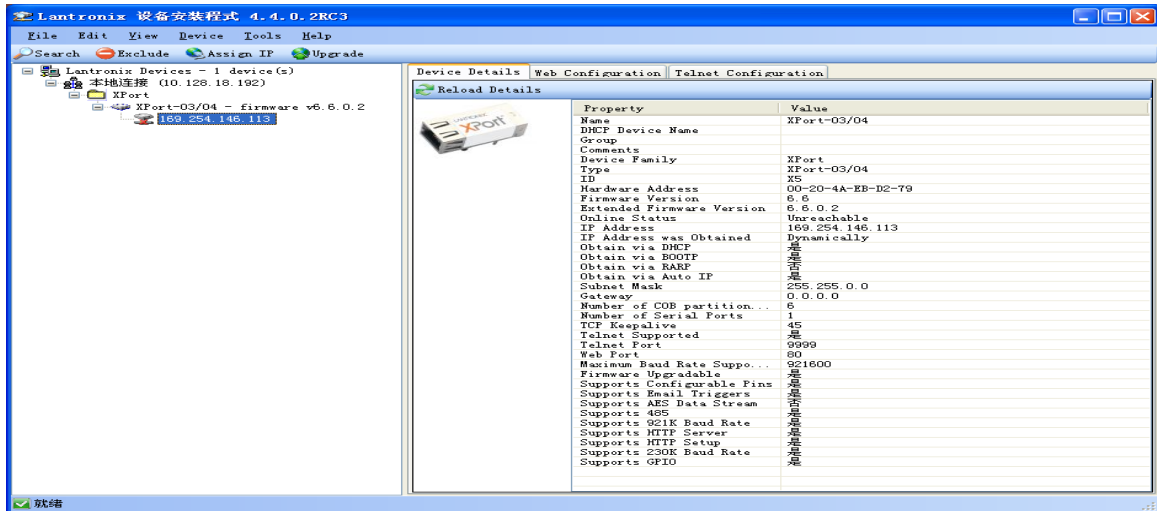 Lantronix 设备安装程式 4.4.0.2RC3
File Edit View Device Tools Help
Search Exclude Assign IP Upgrade
Lantronix Devices - 1 device(s)
本地连接 (10.128.18.192)
XPort
XPort-03/04 - firmware v6.6.0.2
169.254.146.113
Device Details Web Configuration Telnet Configuration
Reload Details
LANTRONIX XPort
Property Value
Name XPort-03/04
DHCP Device Name
Group
Comments
Device Family XPort
Type XPort-03/04
ID X5
Hardware Address 00-20-4A-EB-D2-79
Firmware Version 6.6
Extended Firmware Version 6.6.0.2
Online Status Unreachable
IP Address 169.254.146.113
IP Address was Obtained Dynamically
Obtain via DHCP 是
Obtain via BOOTP 是
Obtain via RARP 否
Obtain via Auto IP 是
Subnet Mask 255.255.0.0
Gateway 0.0.0.0
Number of COB partition... 6
Number of Serial Ports 1
TCP Keepalive 45
Telnet Supported 是
Telnet Port 9999
Web Port 80
Maximum Baud Rate Suppo... 921600
Firmware Upgradable 是
Supports Configurable Pins 是
Supports Email Triggers 是
Supports AES Data Stream 否
Supports 485 是
Supports 921K Baud Rate 是
Supports HTTP Server 是
Supports HTTP Setup 是
Supports 230K Baud Rate 是
Supports GPIO 是
就绪